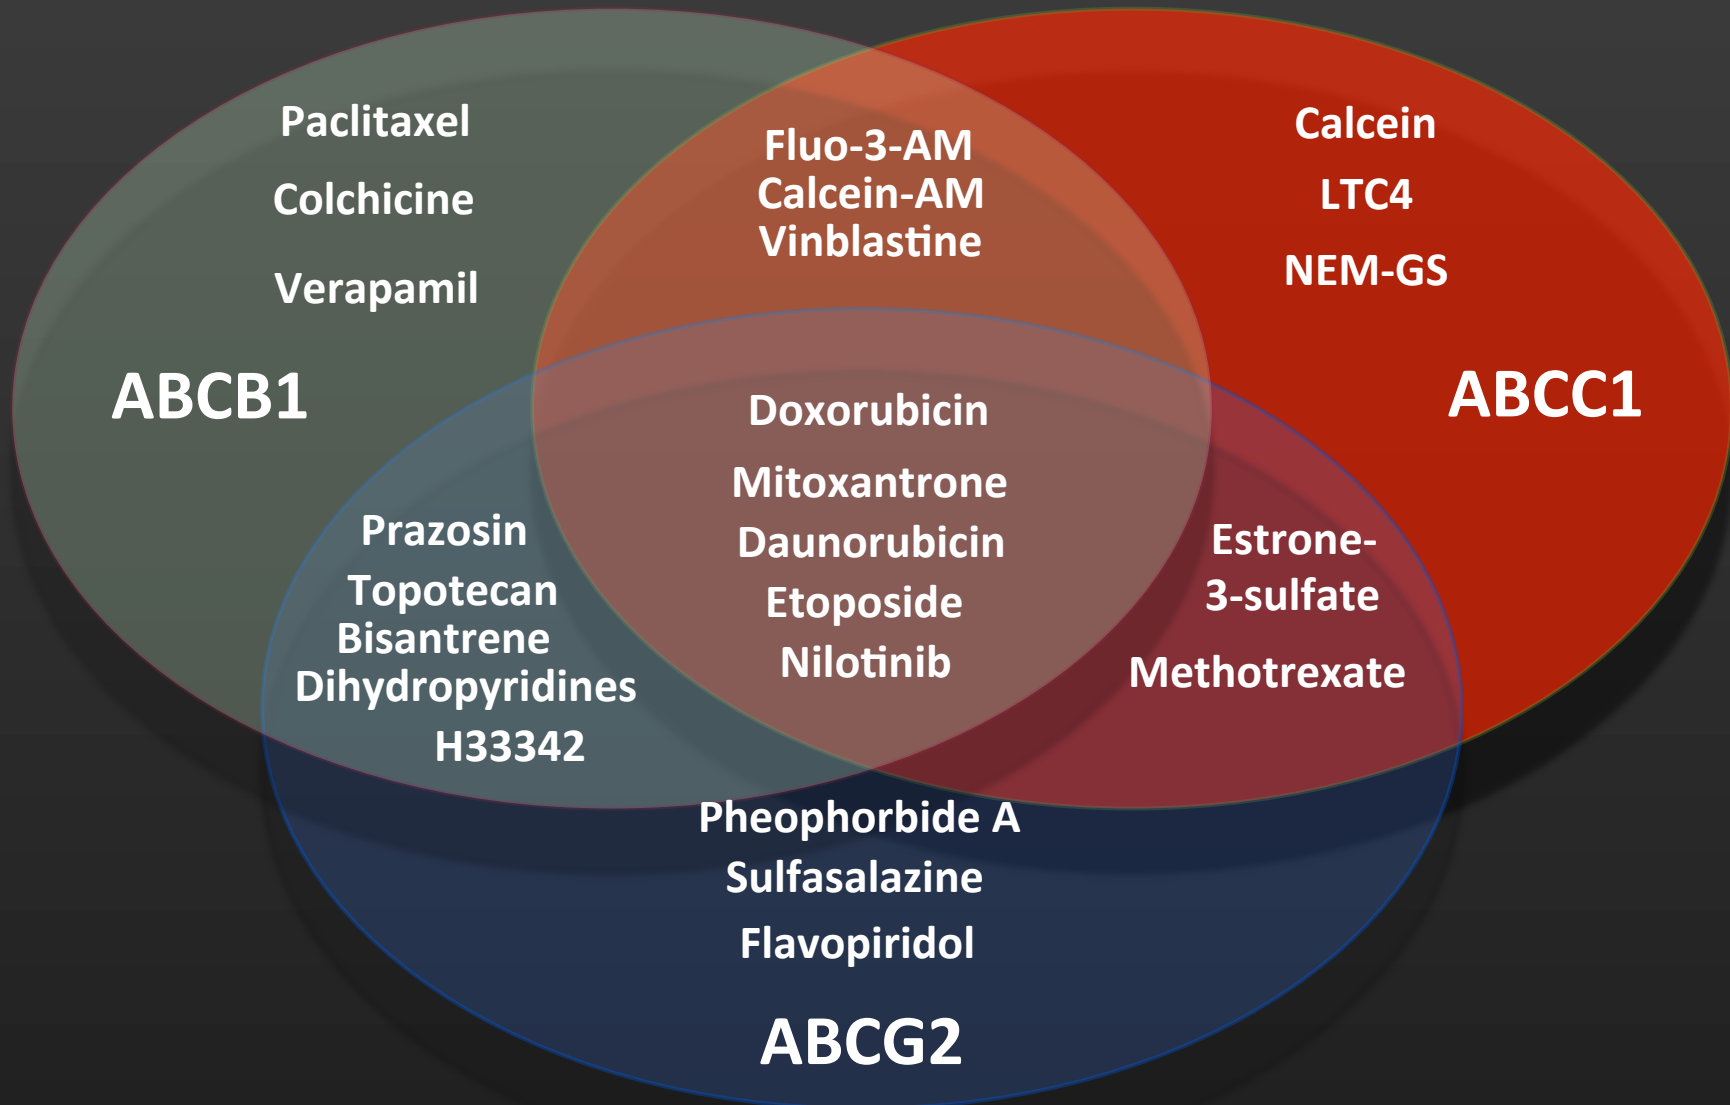 Paclitaxel
Colchicine
Verapamil
ABCB1
Fluo-3-AM
Calcein-AM
Vinblastine
Calcein
LTC4
NEM-GS
ABCC1
Doxorubicin
Mitoxantrone
Daunorubicin
Etoposide
Nilotinib
Prazosin
Topotecan
Bisantrene
Dihydropyridines
H33342
Estrone-
3-sulfate
Methotrexate
Pheophorbide A
Sulfasalazine
Flavopiridol
ABCG2